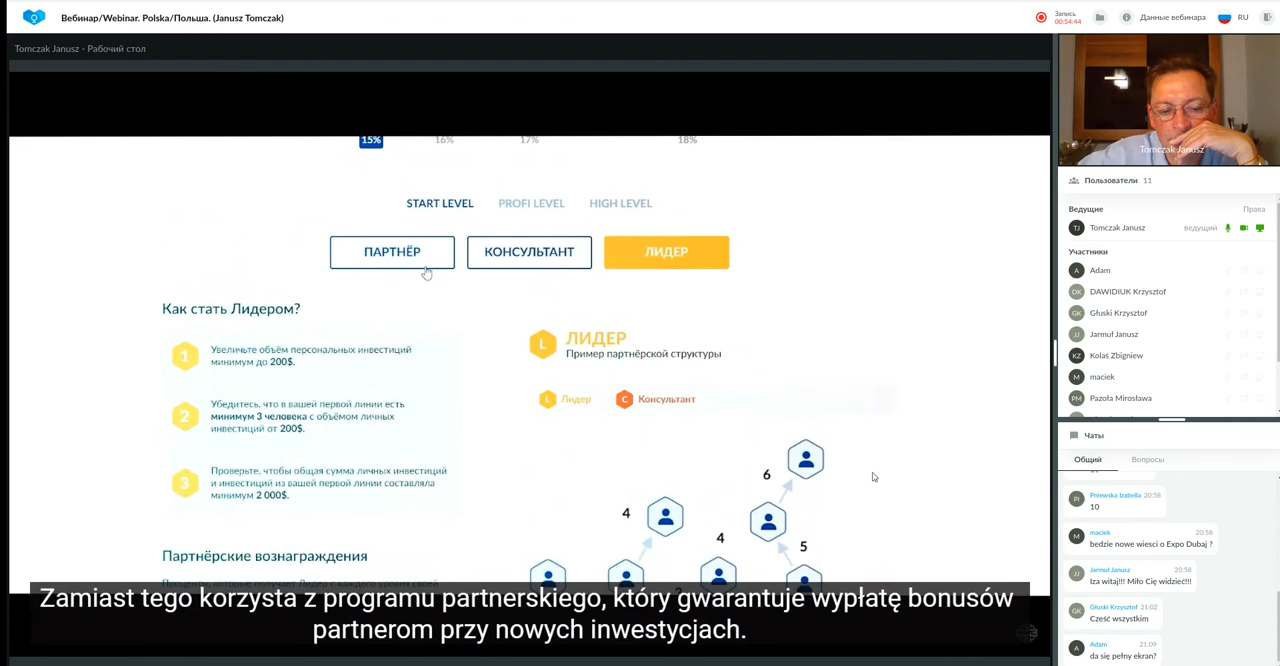 Вебинар/Webinar. Polska/Польша. (Janusz Tomczak)
Запись
00:54:44
Данные вебинара
RU
Tomczak Janusz - Рабочий стол
15%
16%
17%
18%
START LEVEL
PROFI LEVEL
HIGH LEVEL
ПАРТНЁР
КОНСУЛЬТАНТ
ЛИДЕР
Как стать Лидером?
1
Увеличьте объём персональных инвестиций
минимум до 200$.
2
Убедитесь, что в вашей первой линии есть
минимум 3 человека с объёмом личных
инвестиций от 200$.
3
Проверьте, чтобы общая сумма личных инвестиций
и инвестиций из вашей первой линии составляла
минимум 2 000$.
Партнёрские вознаграждения
L
ЛИДЕР
Пример партнёрской структуры
L
Лидер
C
Консультант
6
4
4
5
Zamiast tego korzysta z programu partnerskiego, który gwarantuje wypłatę bonusów
partnerom przy nowych inwestycjach.
Tomczak Janusz
Пользователи 11
Ведущие
Права
TJ
Tomczak Janusz
ведущий
Участники
A
Adam
DK
DAWIDIUK Krzysztof
GK
Głuski Krzysztof
JJ
Jarmuł Janusz
KZ
Kolaś Zbigniew
M
maciek
PM
Pazoła Mirosława
Чаты
Общий
Вопросы
PI
Pniewska Izabella 20:58
10
M
maciek 20:58
bedzie nowe wiesci o Expo Dubaj ?
JJ
Jarmuł Janusz 20:58
Iza witaj!!! Miło Cię widzieć!!!
GK
Głuski Krzysztof 21:02
Cześć wszystkim
A
Adam 21:09
da się pełny ekran?